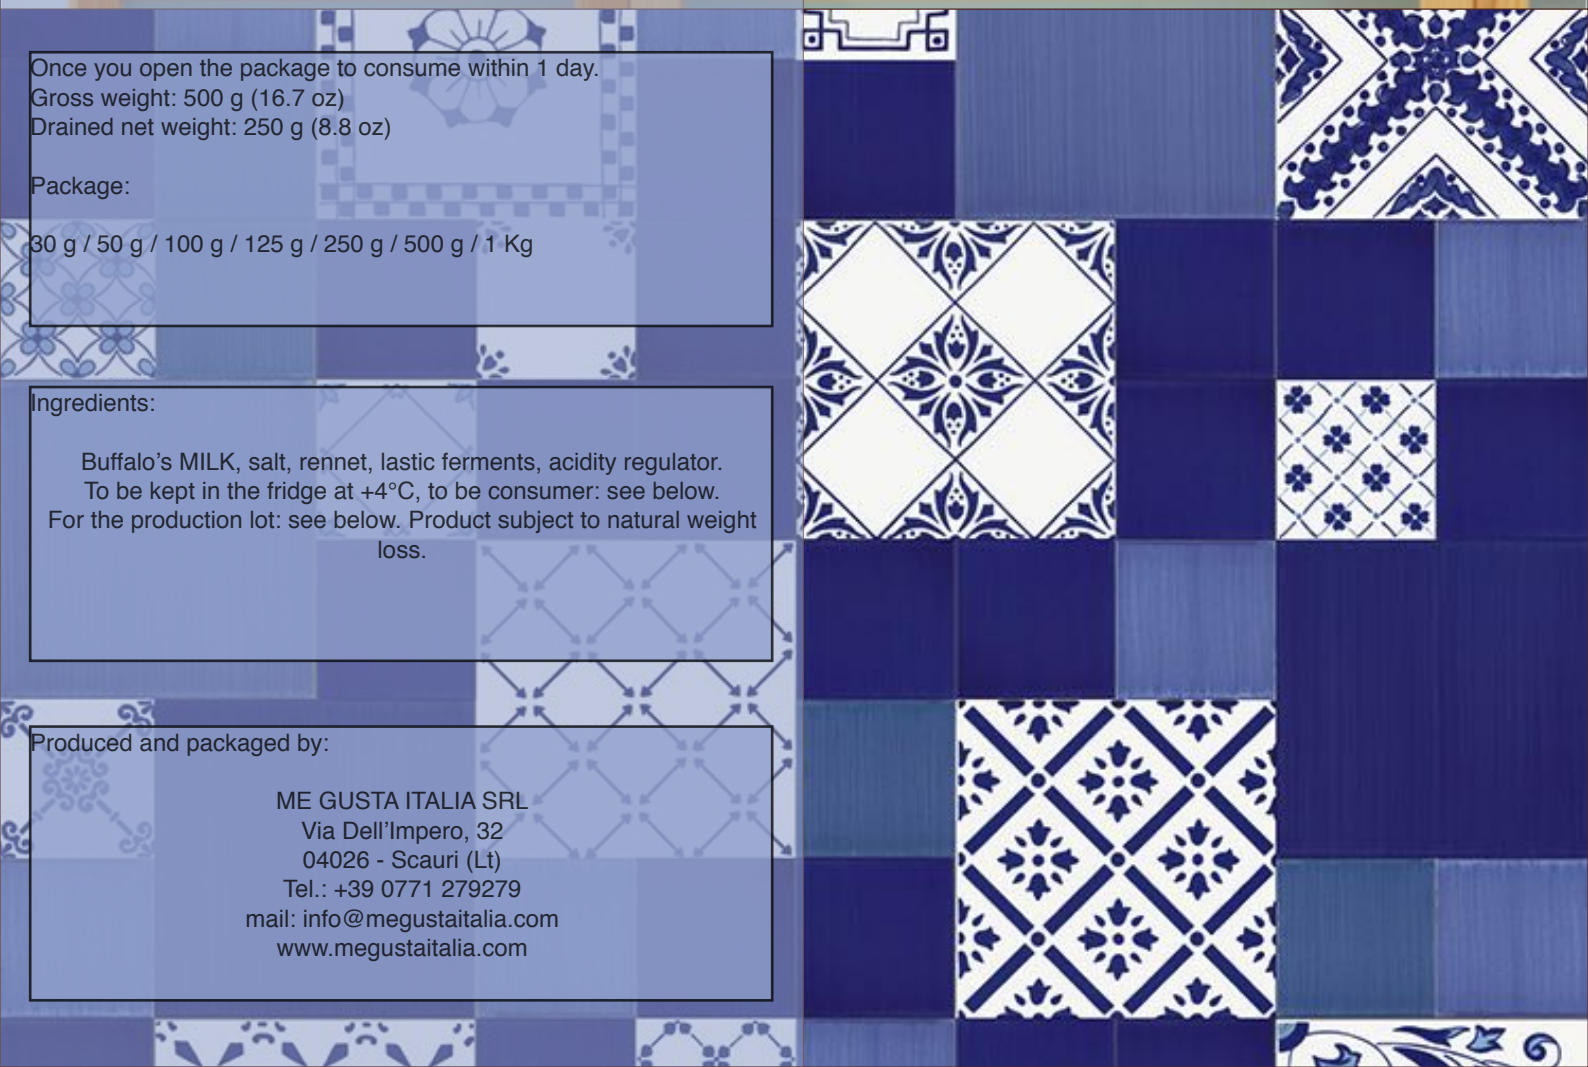 Once you open the package to consume within 1 day.
Gross weight: 500 g (16.7 oz)
Drained net weight: 250 g (8.8 oz)
Package:
30 g / 50 g / 100 g / 125 g / 250 g / 500 g / 1 Kg
Ingredients:
Buffalo’s MILK, salt, rennet, lastic ferments, acidity regulator.
To be kept in the fridge at +4°C, to be consumer: see below.
For the production lot: see below. Product subject to natural weight
loss.
Produced and packaged by:
ME GUSTA ITALIA SRL
Via Dell’Impero, 32
04026 - Scauri (Lt)
Tel.: +39 0771 279279
mail: info@megustaitalia.com
www.megustaitalia.com